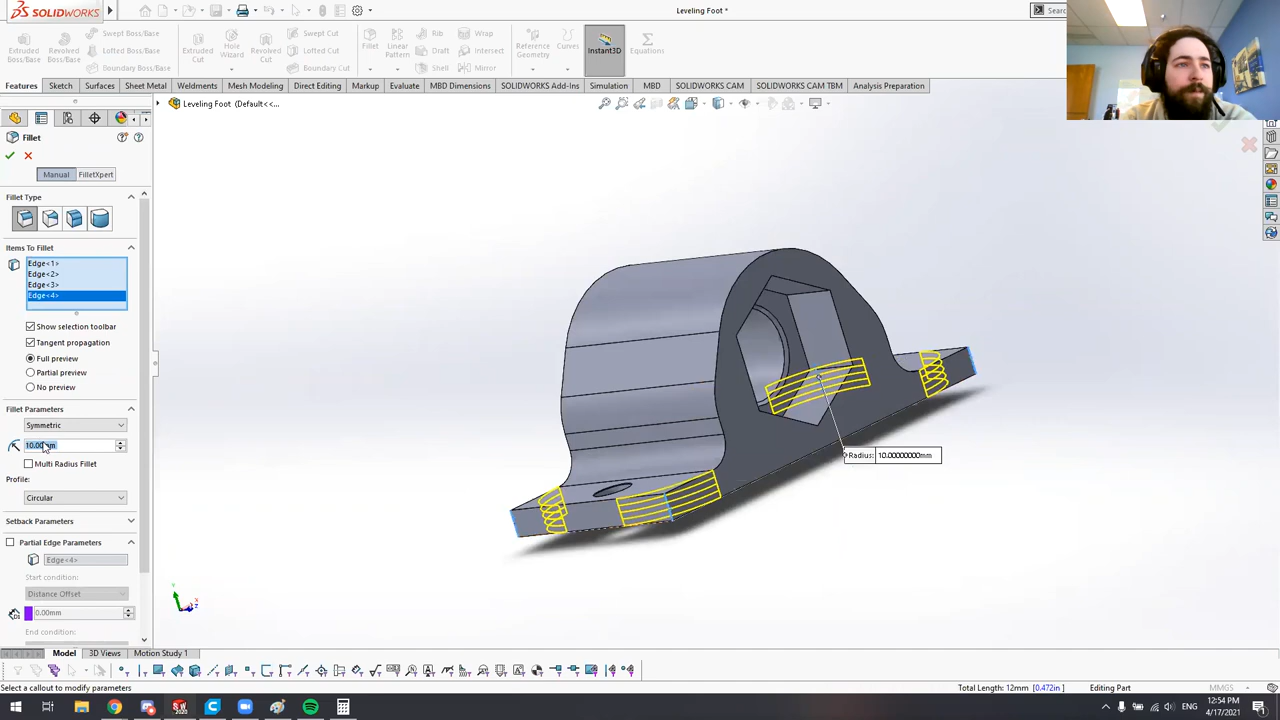 SOLIDWORKS
Leveling Foot *
Extruded Boss/Base
Revolved Boss/Base
Swept Boss/Base
Lofted Boss/Base
Boundary Boss/Base
Extruded Cut
Hole Wizard
Revolved Cut
Swept Cut
Lofted Cut
Boundary Cut
Fillet
Linear Pattern
Rib
Draft
Shell
Wrap
Intersect
Mirror
Reference Geometry
Curves
Instant3D
Equations
Features
Sketch
Surfaces
Sheet Metal
Weldments
Mesh Modeling
Direct Editing
Markup
Evaluate
MBD Dimensions
SOLIDWORKS Add-Ins
Simulation
MBD
SOLIDWORKS CAM
SOLIDWORKS CAM TBM
Analysis Preparation
Leveling Foot (Default<<...
Fillet
Manual
FilletXpert
Fillet Type
Items To Fillet
Edge<1>
Edge<2>
Edge<3>
Edge<4>
Show selection toolbar
Tangent propagation
Full preview
Partial preview
No preview
Fillet Parameters
Symmetric
10.00mm
Multi Radius Fillet
Profile:
Circular
Setback Parameters
Partial Edge Parameters
Edge<4>
Start condition:
Distance Offset
0.00mm
End condition:
Radius: 10.00000000mm
Y
X
Z
Model
3D Views
Motion Study 1
Select a callout to modify parameters
Total Length: 12mm [0.472in ]
Editing Part
MMGS
ENG
12:54 PM
4/17/2021